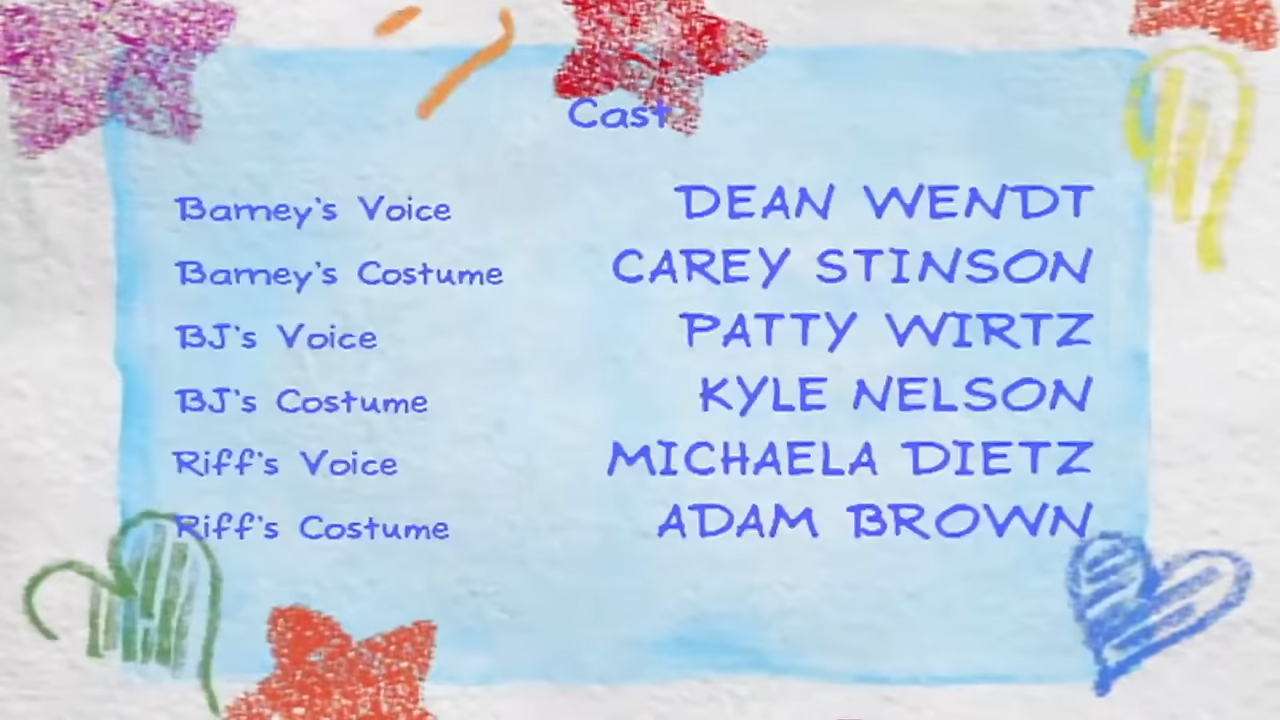 Cast
Barney's Voice DEAN WENDT
Barney's Costume CAREY STINSON
BJ's Voice PATTY WIRTZ
BJ's Costume KYLE NELSON
Riff's Voice MICHAELA DIETZ
Riff's Costume ADAM BROWN